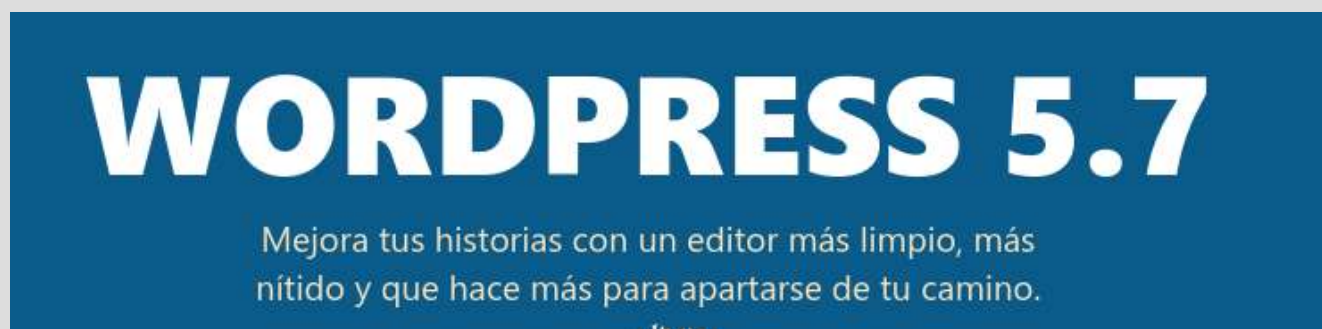 WORDPRESS 5.7
Mejora tus historias con un editor más limpio, más
nítido y que hace más para apartarse de tu camino.